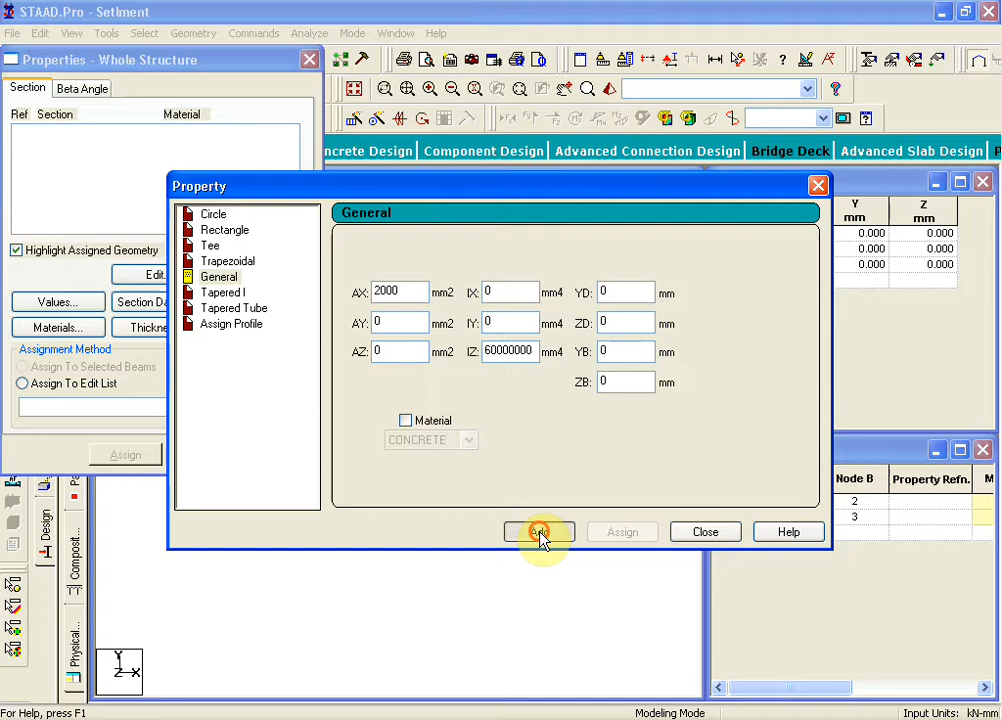 STAAD.Pro - Setlment
File Edit View Tools Select Geometry Commands Analyze Mode Window Help
Properties - Whole Structure
Section Beta Angle
Ref Section Material
Concrete Design Component Design Advanced Connection Design Bridge Deck Advanced Slab Design
Property
Circle
Rectangle
Tee
Trapezoidal
General
Tapered I
Tapered Tube
Assign Profile
General
AX: 2000 mm2 IX: 0 mm4 YD: 0 mm
AY: 0 mm2 IY: 0 mm4 ZD: 0 mm
AZ: 0 mm2 IZ: 60000000 mm4 YB: 0 mm
ZB: 0 mm
Material
CONCRETE
Add Assign Close Help
Highlight Assigned Geometry
Edit.
Values... Section Da
Materials... Thickne
Assignment Method
Assign To Selected Beams
Assign To Edit List
Assign
Y Z
mm mm
0.000 0.000
0.000 0.000
0.000 0.000
Node B Property Refn. M
2
3
Design
Composit...
Physical...
Y
Z X
For Help, press F1 Modeling Mode Input Units: kN-mm